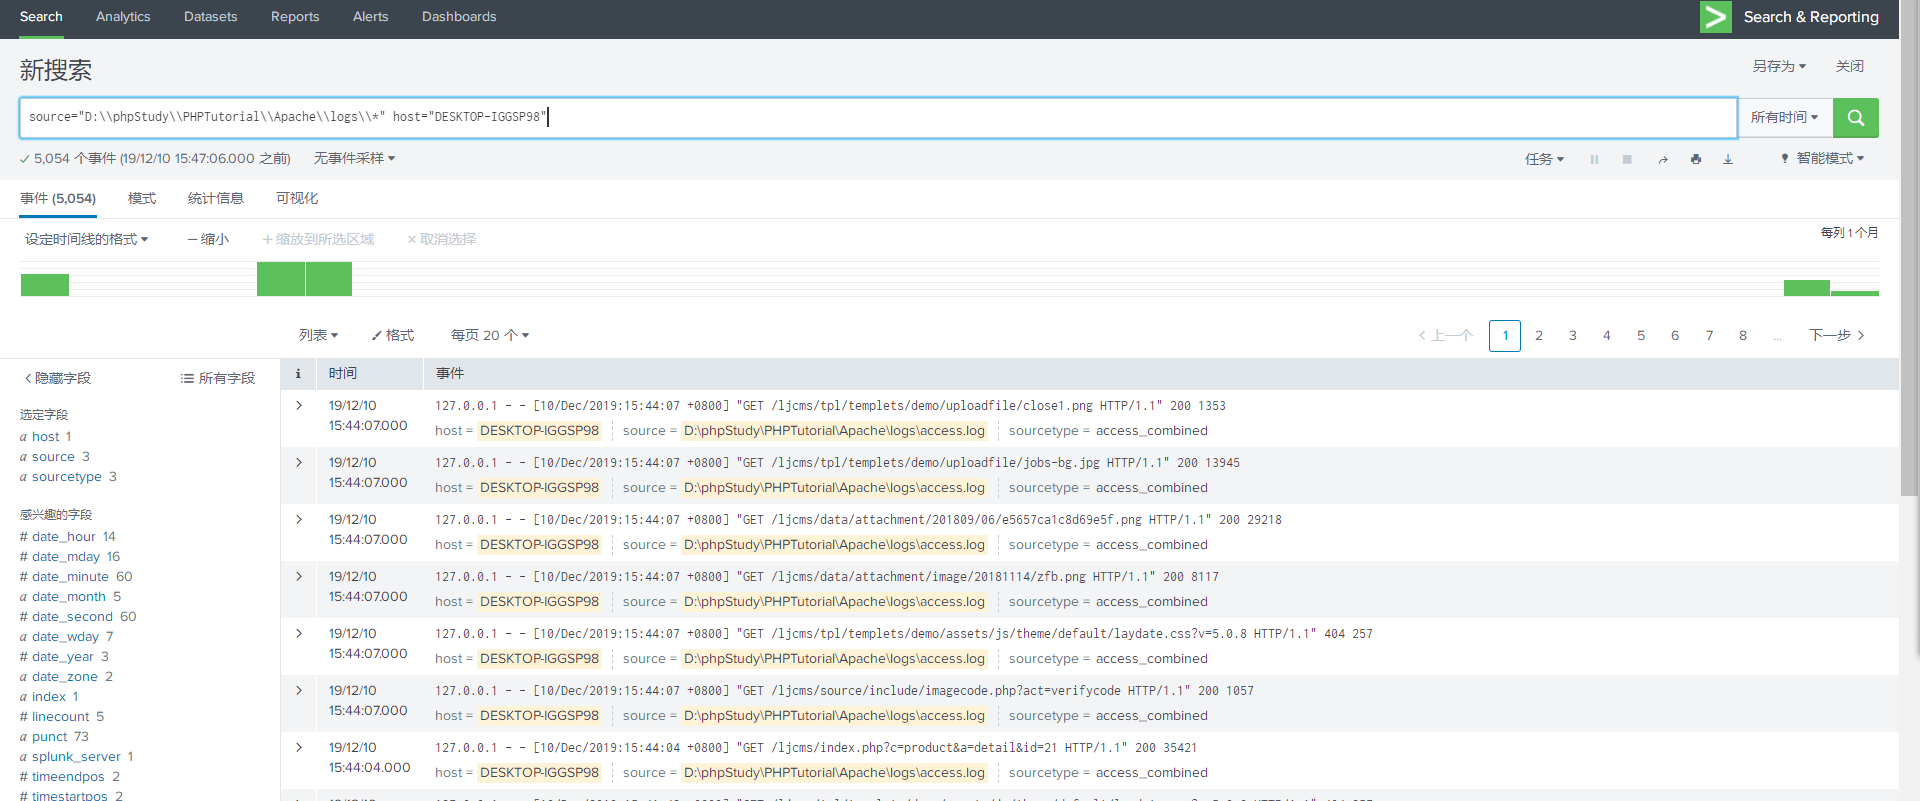 Search Analytics Datasets Reports Alerts Dashboards Search & Reporting
新搜索 另存为 关闭
source="D:\\phpStudy\\PHPTutorial\\Apache\\logs\\*" host="DESKTOP-IGGSP98" 所有时间
5,054 个事件 (19/12/10 15:47:06.000 之前) 无事件采样 任务 智能模式
事件 (5,054) 模式 统计信息 可视化
设定时间线的格式 – 缩小 + 缩放到所选区域 × 取消选择 每列 1 个月
列表 格式 每页 20 个 上一个 1 2 3 4 5 6 7 8 ... 下一步
隐藏字段 所有字段
选定字段
a host 1
a source 3
a sourcetype 3
感兴趣的字段
# date_hour 14
# date_mday 16
# date_minute 60
a date_month 5
# date_second 60
a date_wday 7
# date_year 3
a date_zone 2
a index 1
# linecount 5
a punct 73
a splunk_server 1
# timeendpos 2
# timestartpos 2
i 时间 事件
19/12/10 15:44:07.000
127.0.0.1 - - [10/Dec/2019:15:44:07 +0800] "GET /ljcms/tpl/templets/demo/uploadfile/close1.png HTTP/1.1" 200 1353
host = DESKTOP-IGGSP98 source = D:\phpStudy\PHPTutorial\Apache\logs\access.log sourcetype = access_combined
19/12/10 15:44:07.000
127.0.0.1 - - [10/Dec/2019:15:44:07 +0800] "GET /ljcms/tpl/templets/demo/uploadfile/jobs-bg.jpg HTTP/1.1" 200 13945
host = DESKTOP-IGGSP98 source = D:\phpStudy\PHPTutorial\Apache\logs\access.log sourcetype = access_combined
19/12/10 15:44:07.000
127.0.0.1 - - [10/Dec/2019:15:44:07 +0800] "GET /ljcms/data/attachment/201809/06/e5657ca1c8d69e5f.png HTTP/1.1" 200 29218
host = DESKTOP-IGGSP98 source = D:\phpStudy\PHPTutorial\Apache\logs\access.log sourcetype = access_combined
19/12/10 15:44:07.000
127.0.0.1 - - [10/Dec/2019:15:44:07 +0800] "GET /ljcms/data/attachment/image/20181114/zfb.png HTTP/1.1" 200 8117
host = DESKTOP-IGGSP98 source = D:\phpStudy\PHPTutorial\Apache\logs\access.log sourcetype = access_combined
19/12/10 15:44:07.000
127.0.0.1 - - [10/Dec/2019:15:44:07 +0800] "GET /ljcms/tpl/templets/demo/assets/js/theme/default/laydate.css?v=5.0.8 HTTP/1.1" 404 257
host = DESKTOP-IGGSP98 source = D:\phpStudy\PHPTutorial\Apache\logs\access.log sourcetype = access_combined
19/12/10 15:44:07.000
127.0.0.1 - - [10/Dec/2019:15:44:07 +0800] "GET /ljcms/source/include/imagecode.php?act=verifycode HTTP/1.1" 200 1057
host = DESKTOP-IGGSP98 source = D:\phpStudy\PHPTutorial\Apache\logs\access.log sourcetype = access_combined
19/12/10 15:44:04.000
127.0.0.1 - - [10/Dec/2019:15:44:04 +0800] "GET /ljcms/index.php?c=product&a=detail&id=21 HTTP/1.1" 200 35421
host = DESKTOP-IGGSP98 source = D:\phpStudy\PHPTutorial\Apache\logs\access.log sourcetype = access_combined